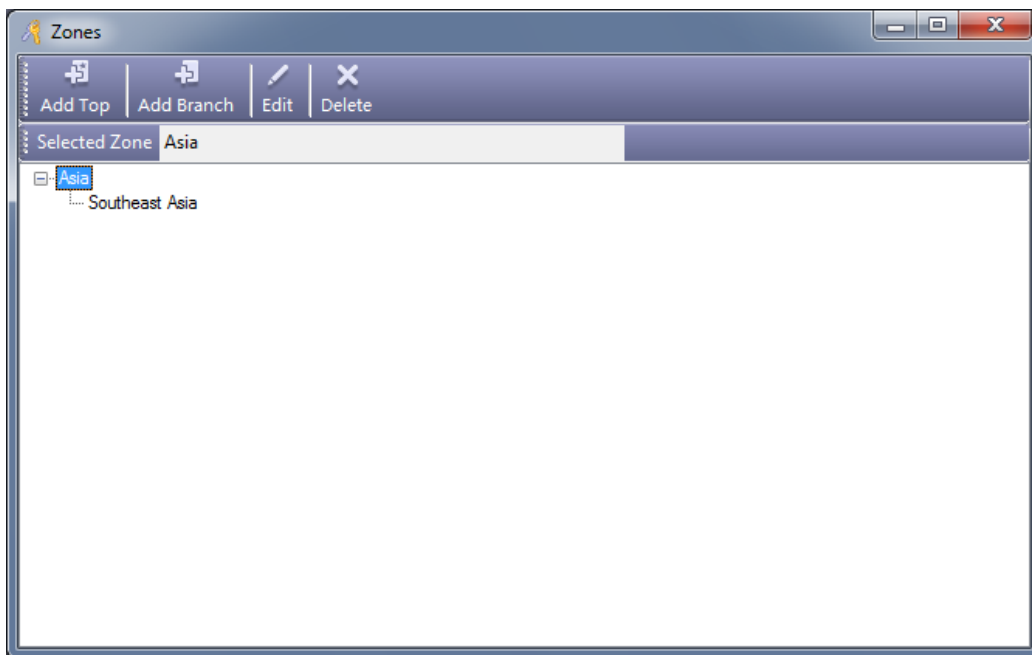 Zones
Add Top Add Branch Edit Delete
Selected Zone Asia
Asia
Southeast Asia